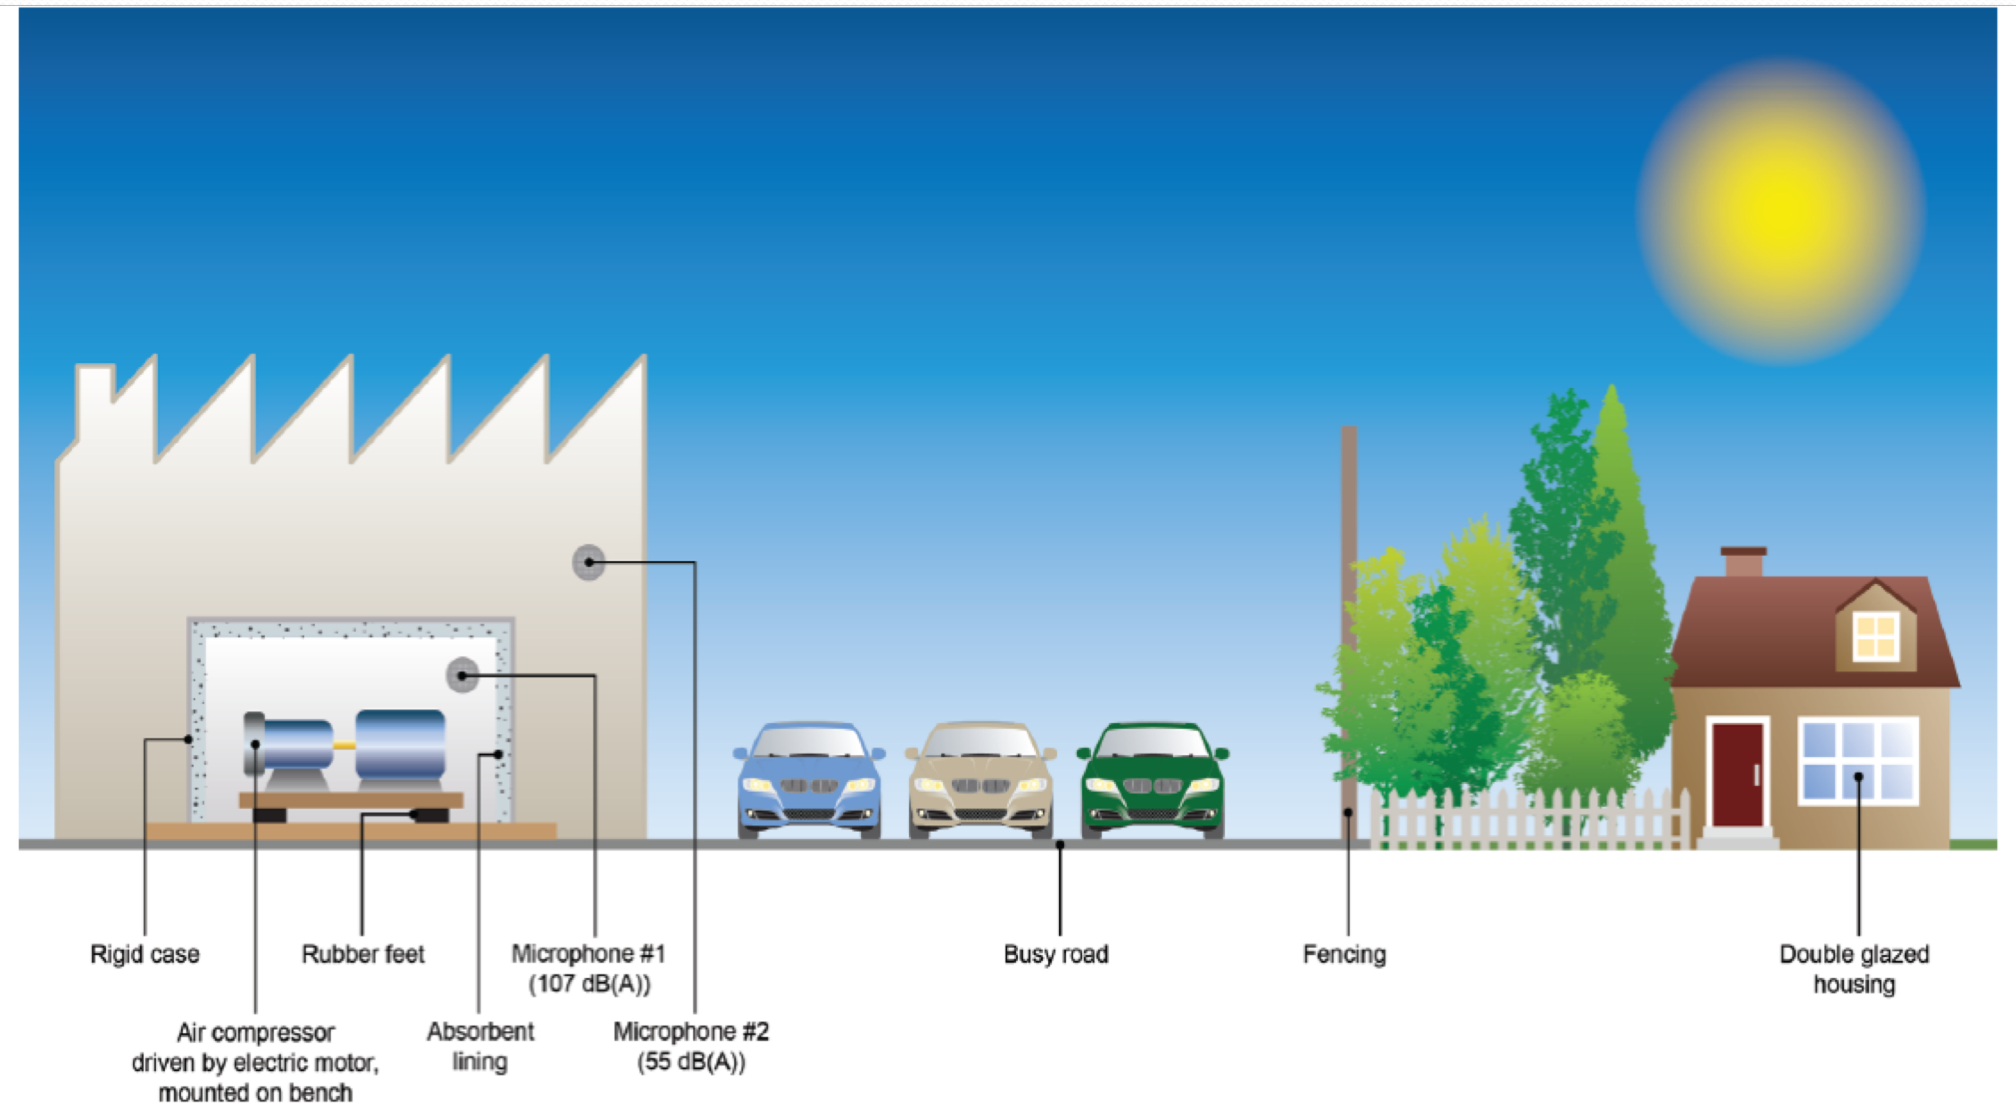 Rigid case
Rubber feet
Microphone #1
(107 dB(A))
Busy road
Fencing
Double glazed
housing
Air compressor
driven by electric motor,
mounted on bench
Absorbent
lining
Microphone #2
(55 dB(A))